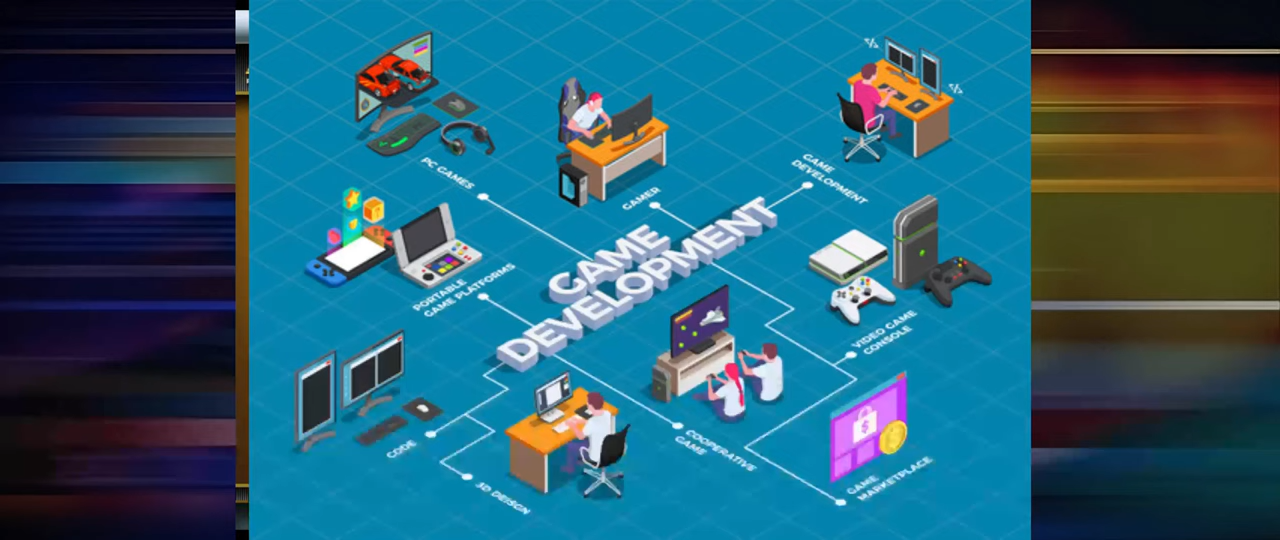 PC GAMES
GAMER
GAME
DEVELOPMENT
GAME
DEVELOPMENT
PORTABLE
GAME PLATFORMS
VIDEO GAME
CONSOLE
CODE
3D DEISGN
COOPERATIVE
GAME
GAME
MARKETPLACE